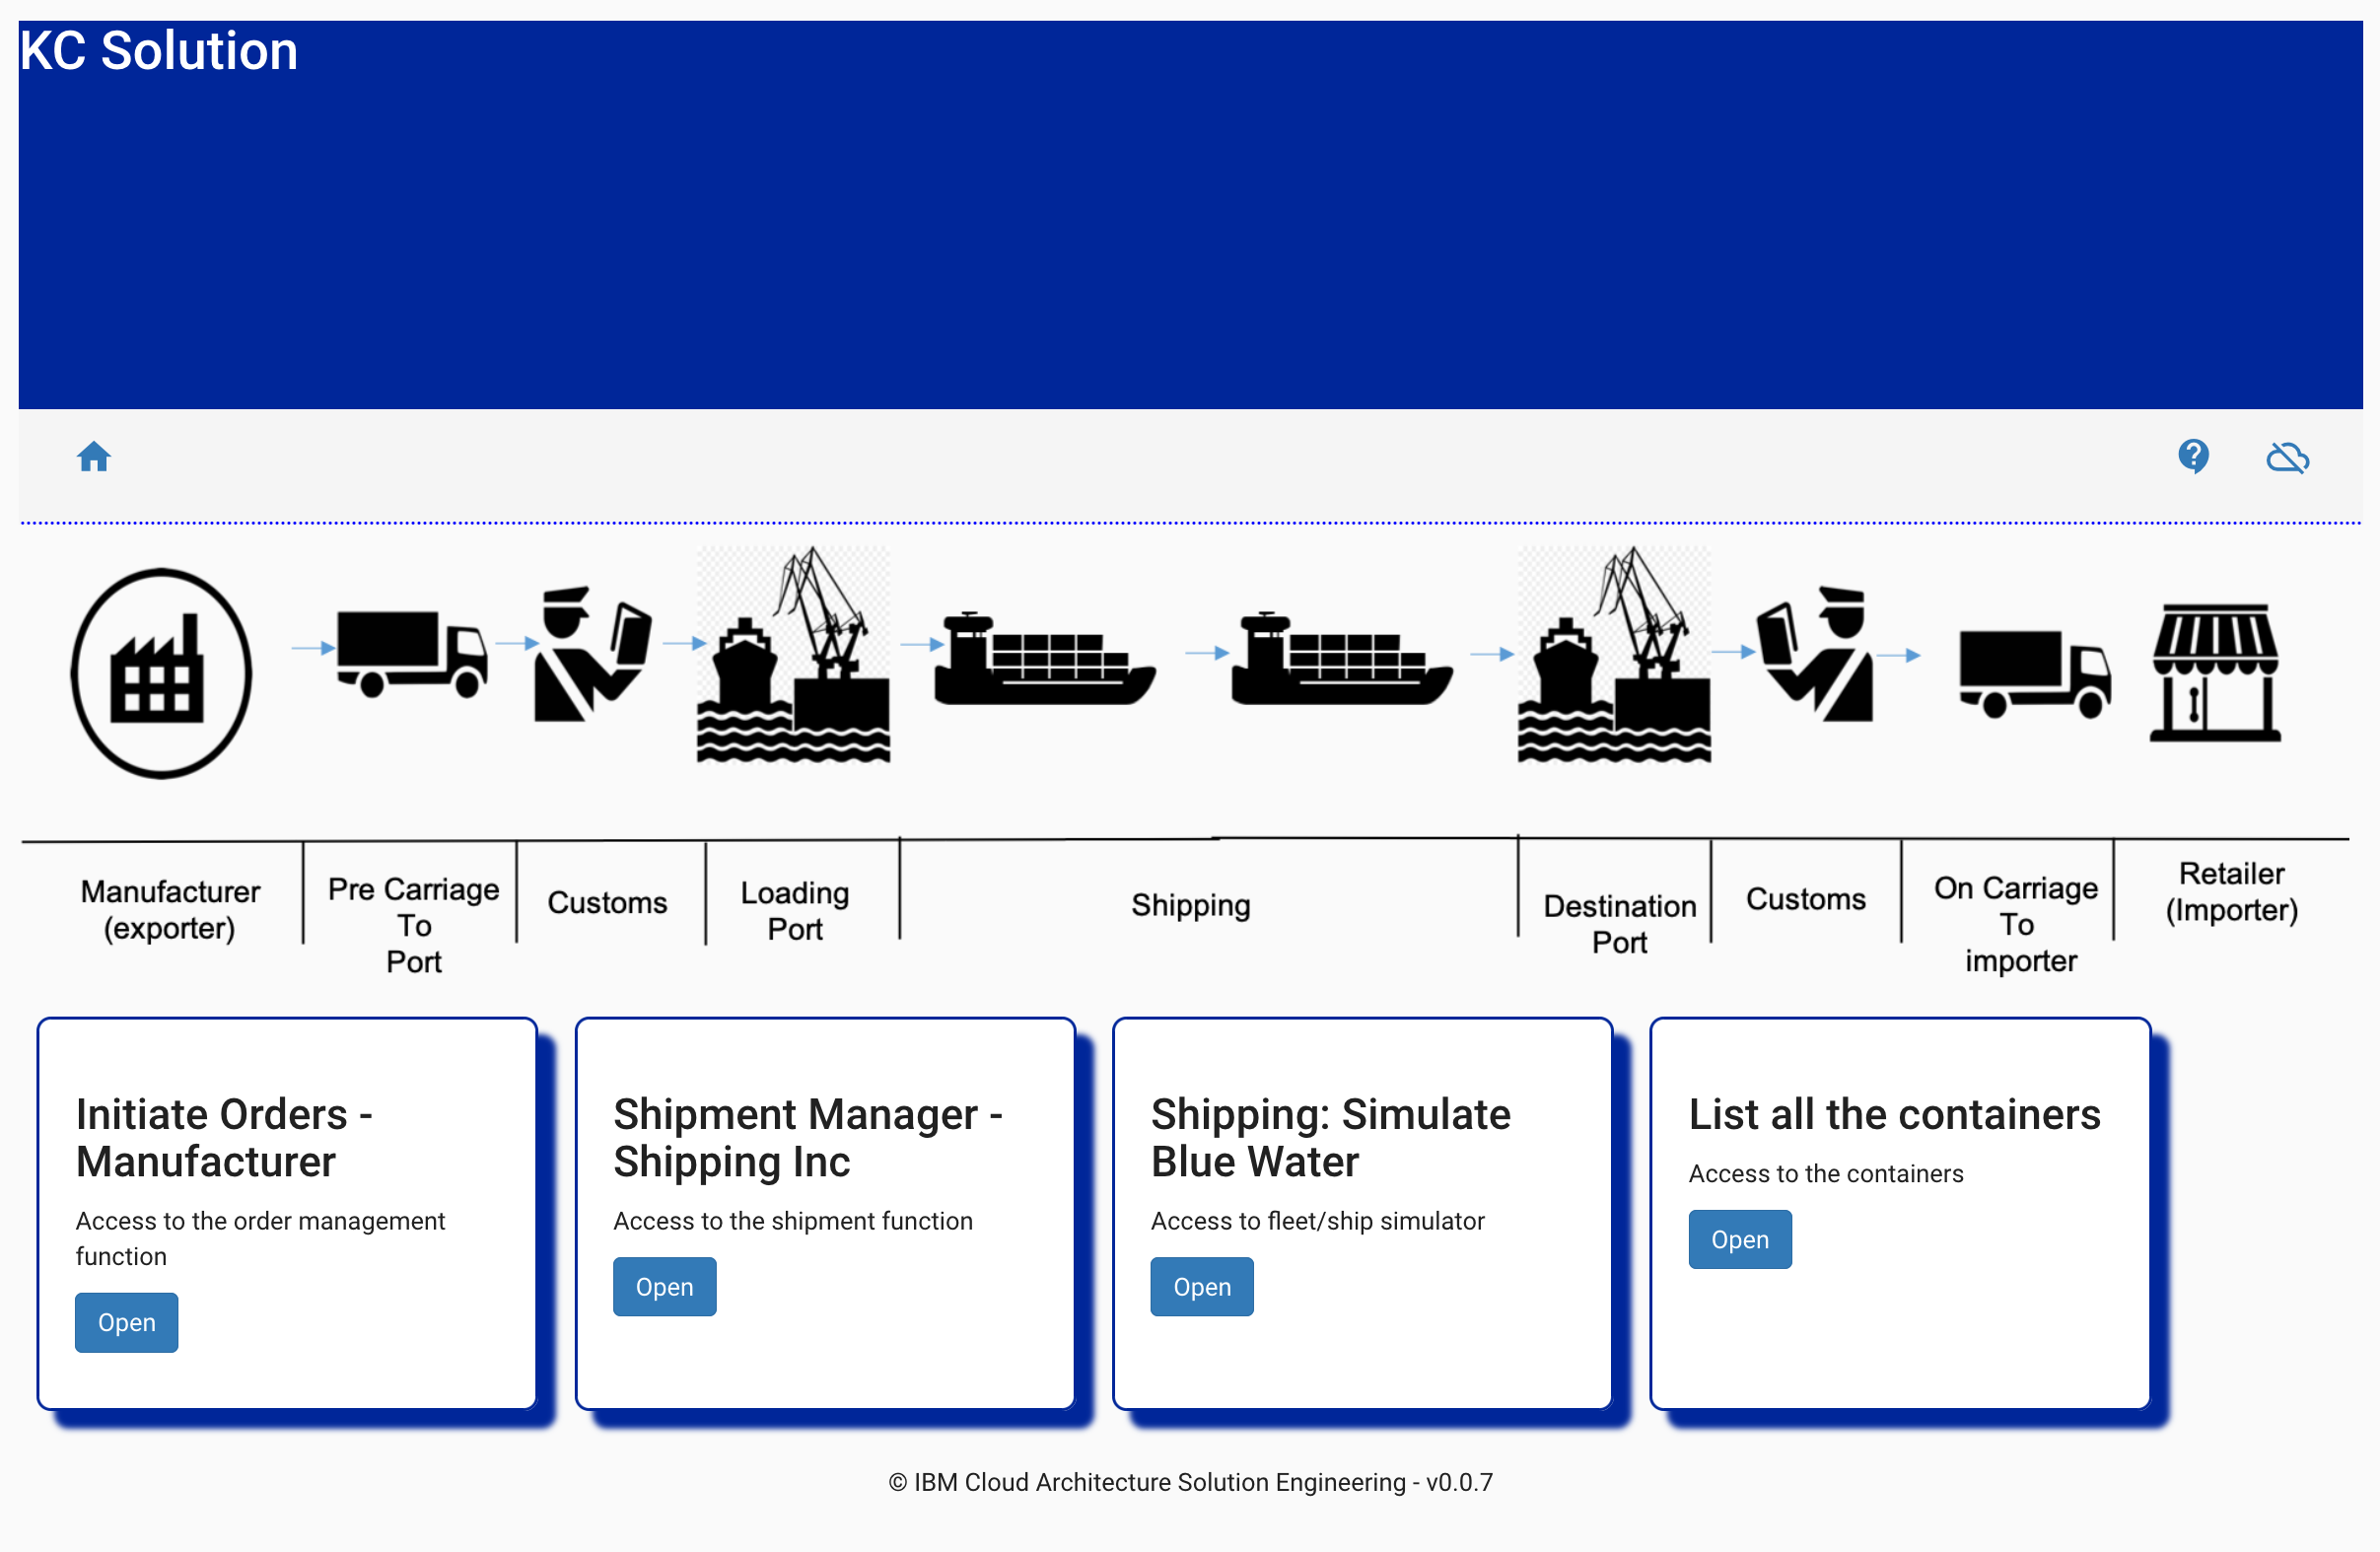 KC Solution
Manufacturer
(exporter)
Pre Carriage
To
Port
Customs
Loading
Port
Shipping
Destination
Port
Customs
On Carriage
To
importer
Retailer
(Importer)
Initiate Orders -
Manufacturer
Access to the order management
function
Open
Shipment Manager -
Shipping Inc
Access to the shipment function
Open
Shipping: Simulate
Blue Water
Access to fleet/ship simulator
Open
List all the containers
Access to the containers
Open
© IBM Cloud Architecture Solution Engineering - v0.0.7